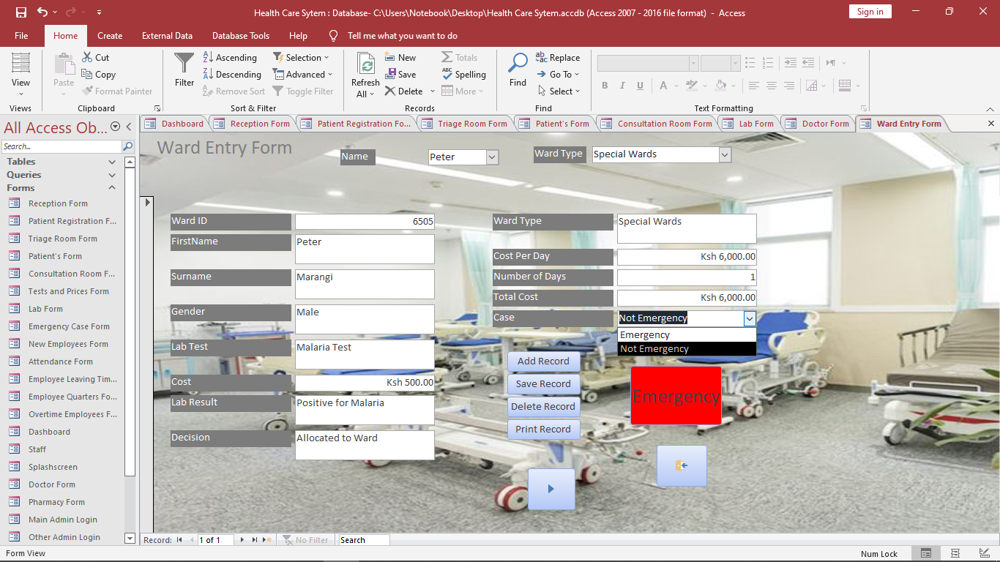 Health Care Sytem : Database- C:\Users\Notebook\Desktop\Health Care Sytem.accdb (Access 2007 - 2016 file format) - Access
Sign in
File Home Create External Data Database Tools Help Tell me what you want to do
View
Views
Paste
Cut
Copy
Format Painter
Clipboard
Filter
Ascending
Descending
Remove Sort
Selection
Advanced
Toggle Filter
Sort & Filter
Refresh
All
New
Save
Delete
Totals
Spelling
More
Records
Find
Replace
Go To
Select
Find
B I U
Text Formatting
All Access Ob...
Search...
Tables
Queries
Forms
Reception Form
Patient Registration F...
Triage Room Form
Patient's Form
Consultation Room F...
Tests and Prices Form
Lab Form
Emergency Case Form
New Employees Form
Attendance Form
Employee Leaving Tim...
Employee Quarters Fo...
Overtime Employees F...
Dashboard
Staff
Splashscreen
Doctor Form
Pharmacy Form
Main Admin Login
Other Admin Login
Dashboard Reception Form Patient Registration Fo... Triage Room Form Patient's Form Consultation Room Form Lab Form Doctor Form Ward Entry Form
Ward Entry Form
Name Peter
Ward Type Special Wards
Ward ID 6505
FirstName Peter
Surname Marangi
Gender Male
Lab Test Malaria Test
Cost Ksh 500.00
Lab Result Positive for Malaria
Decision Allocated to Ward
Ward Type Special Wards
Cost Per Day Ksh 6,000.00
Number of Days 1
Total Cost Ksh 6,000.00
Case Not Emergency
Emergency
Not Emergency
Add Record
Save Record
Delete Record
Print Record
Emergency
Record: 1 of 1 No Filter Search
Form View
Num Lock